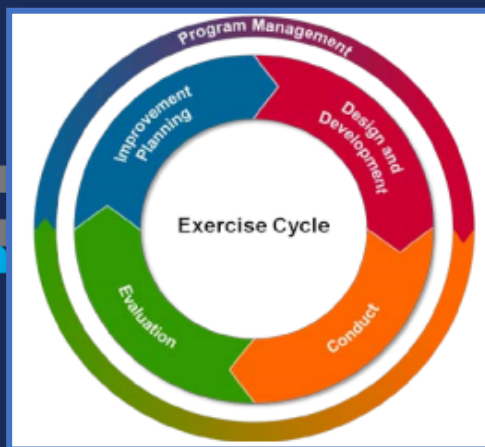 Program Management
Improvement
Planning
Design and
Development
Exercise Cycle
Evaluation
Conduct